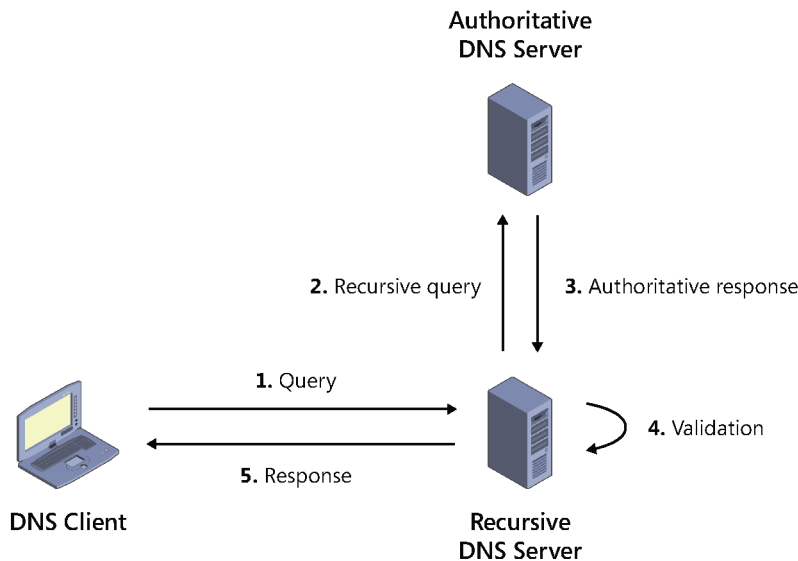 Authoritative
DNS Server
2. Recursive query
3. Authoritative response
1. Query
4. Validation
5. Response
DNS Client
Recursive
DNS Server